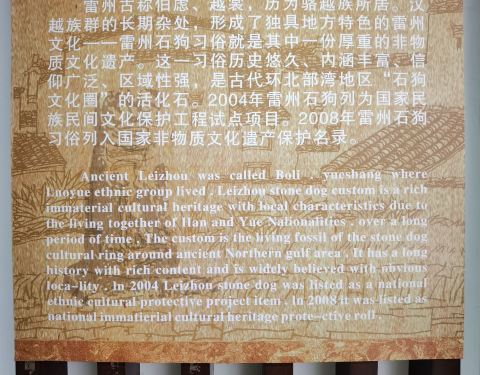 雷州古称伯虑、越裳，历为骆越族所居。汉
越族群的长期杂处，形成了独具地方特色的雷州
文化——雷州石狗习俗就是其中一份厚重的非物
质文化遗产。这一习俗历史悠久、内涵丰富、信
仰广泛、区域性强，是古代环北部湾地区“石狗
文化圈”的活化石。2004年雷州石狗列为国家民
族民间文化保护工程试点项目。2008年雷州石狗
习俗列入国家非物质文化遗产保护名录。
Ancient Leizhou was called Boli . yueshang where
Luoyue ethnic group lived . Leizhou stone dog custom is a rich
immaterial cultural heritage with local characteristics due to
the living together of Han and Yue Nationalities . over a long
period of time . The custom is the living fossil of the stone dog
cultural ring around ancient Northern gulf area . It has a long
history with rich content and is widely believed with obvious
loca-lity . In 2004 Leizhou stone dog was listed as a national
ethnic cultural protective project item . In 2008 it was listed as
national immatierial cultural heritage prote-ctive roll .